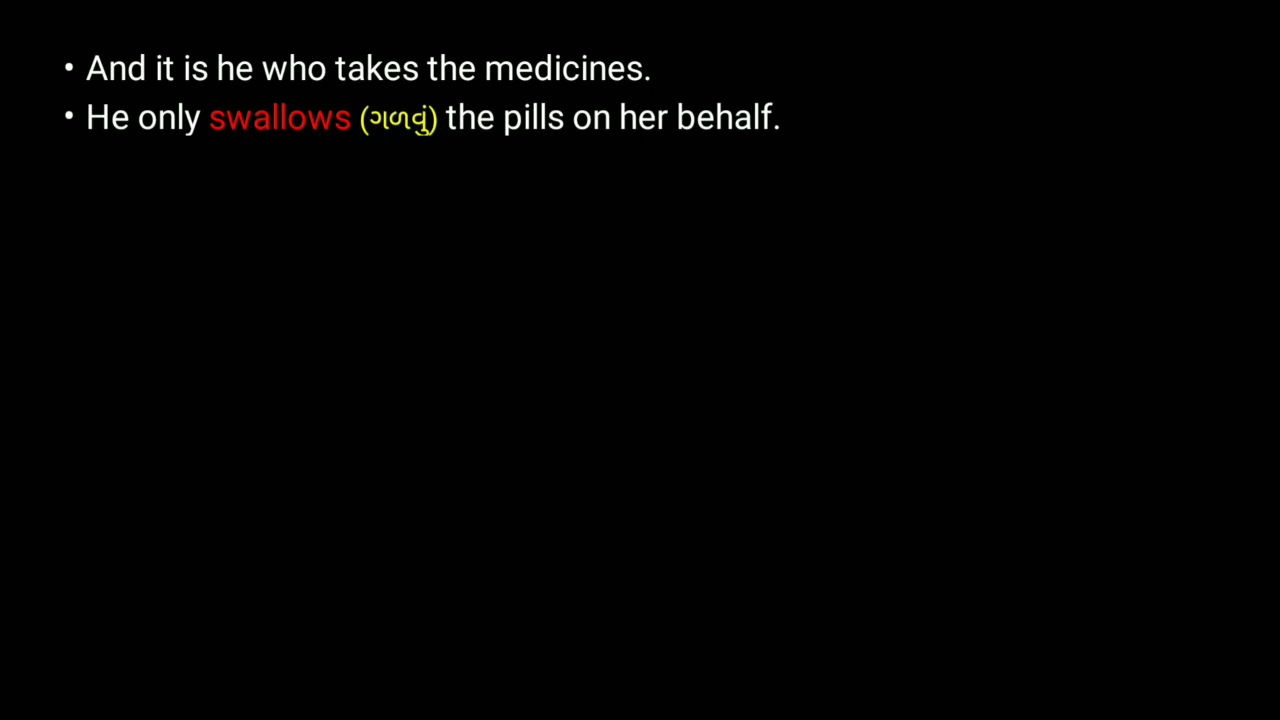 • And it is he who takes the medicines.
• He only swallows (ગળવું) the pills on her behalf.